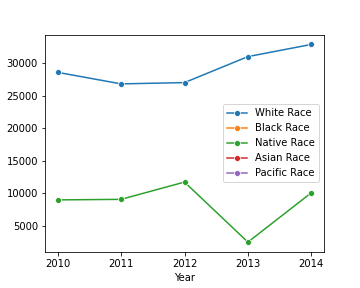 30000
25000
20000
15000
10000
5000
White Race
Black Race
Native Race
Asian Race
Pacific Race
2010 2011 2012 2013 2014
Year